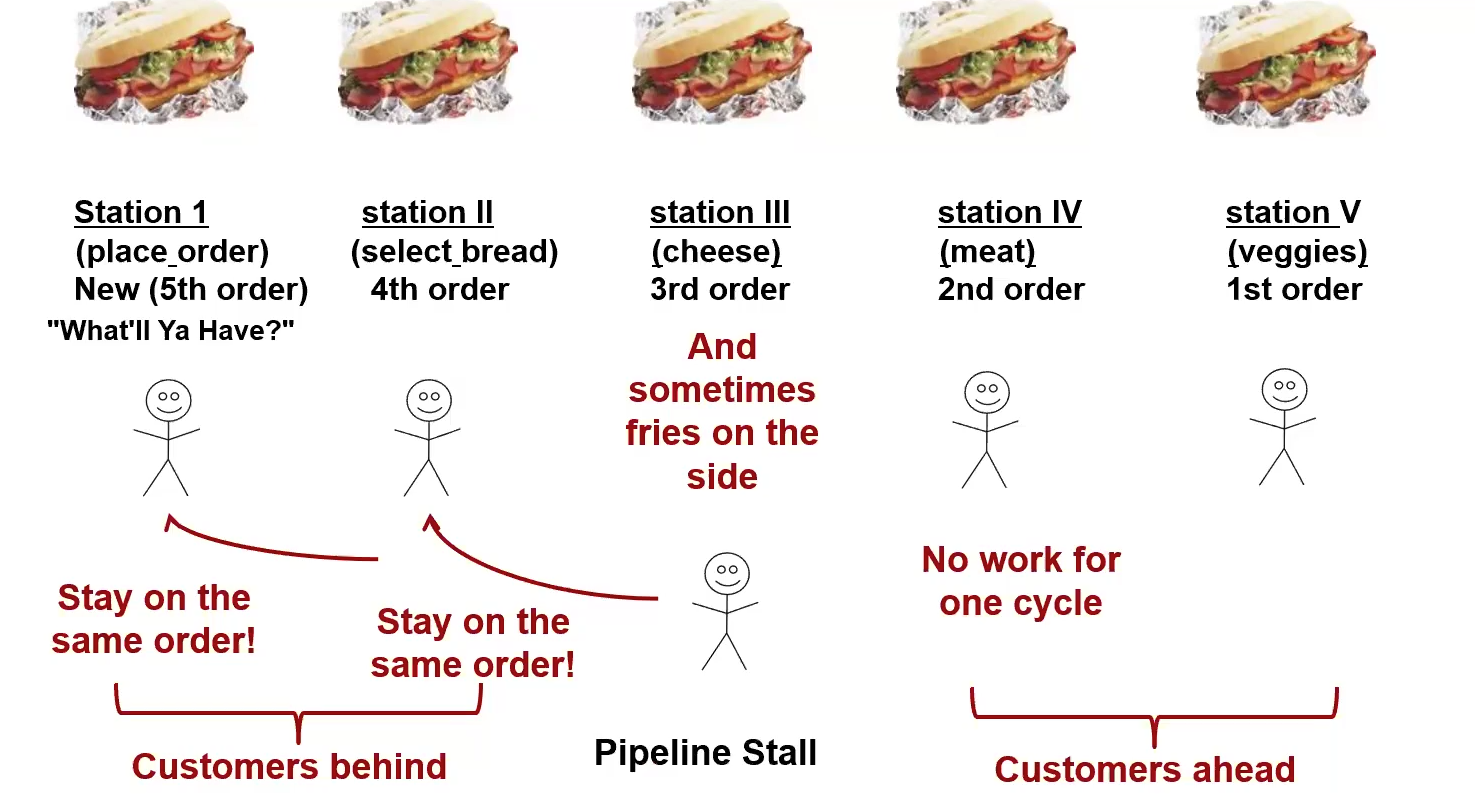 Station 1
(place_order)
New (5th order)
"What'll Ya Have?"
station II
(select_bread)
4th order
station III
(cheese)
3rd order
And
sometimes
fries on the
side
station IV
(meat)
2nd order
station V
(veggies)
1st order
Stay on the
same order!
Stay on the
same order!
No work for
one cycle
Customers behind
Pipeline Stall
Customers ahead